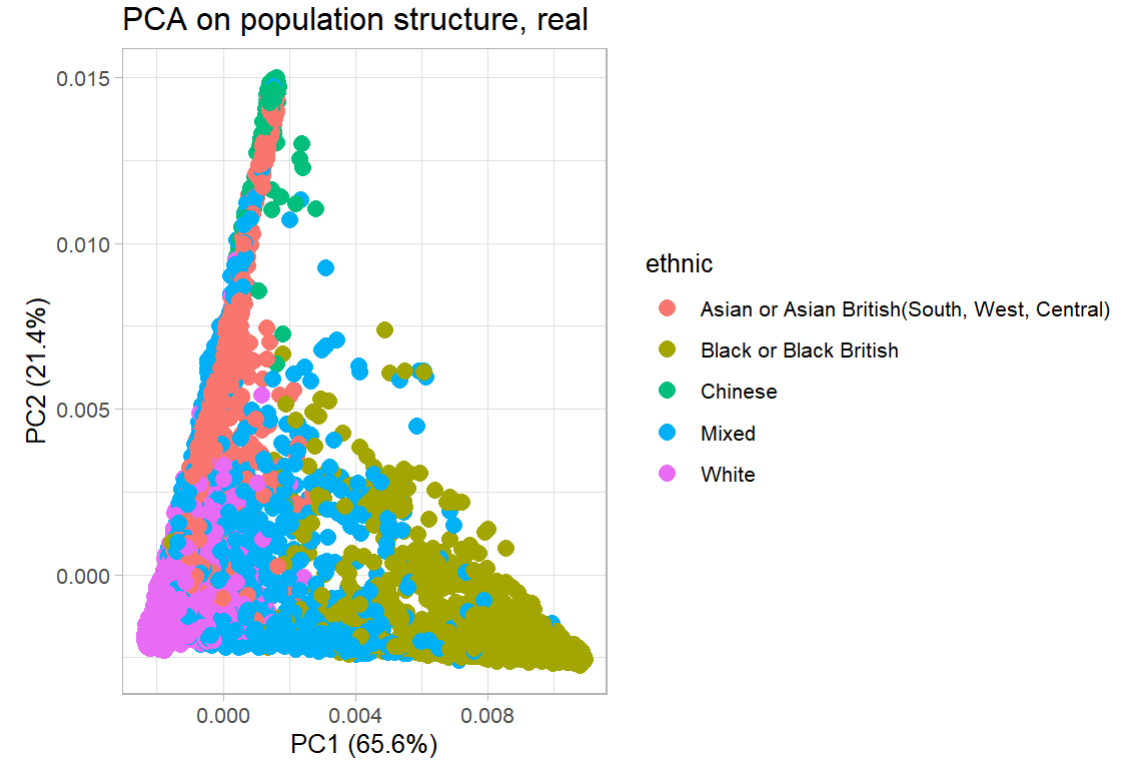 PCA on population structure, real
0.015
0.010
0.005
0.000
PC2 (21.4%)
0.000 0.004 0.008
PC1 (65.6%)
ethnic
Asian or Asian British(South, West, Central)
Black or Black British
Chinese
Mixed
White